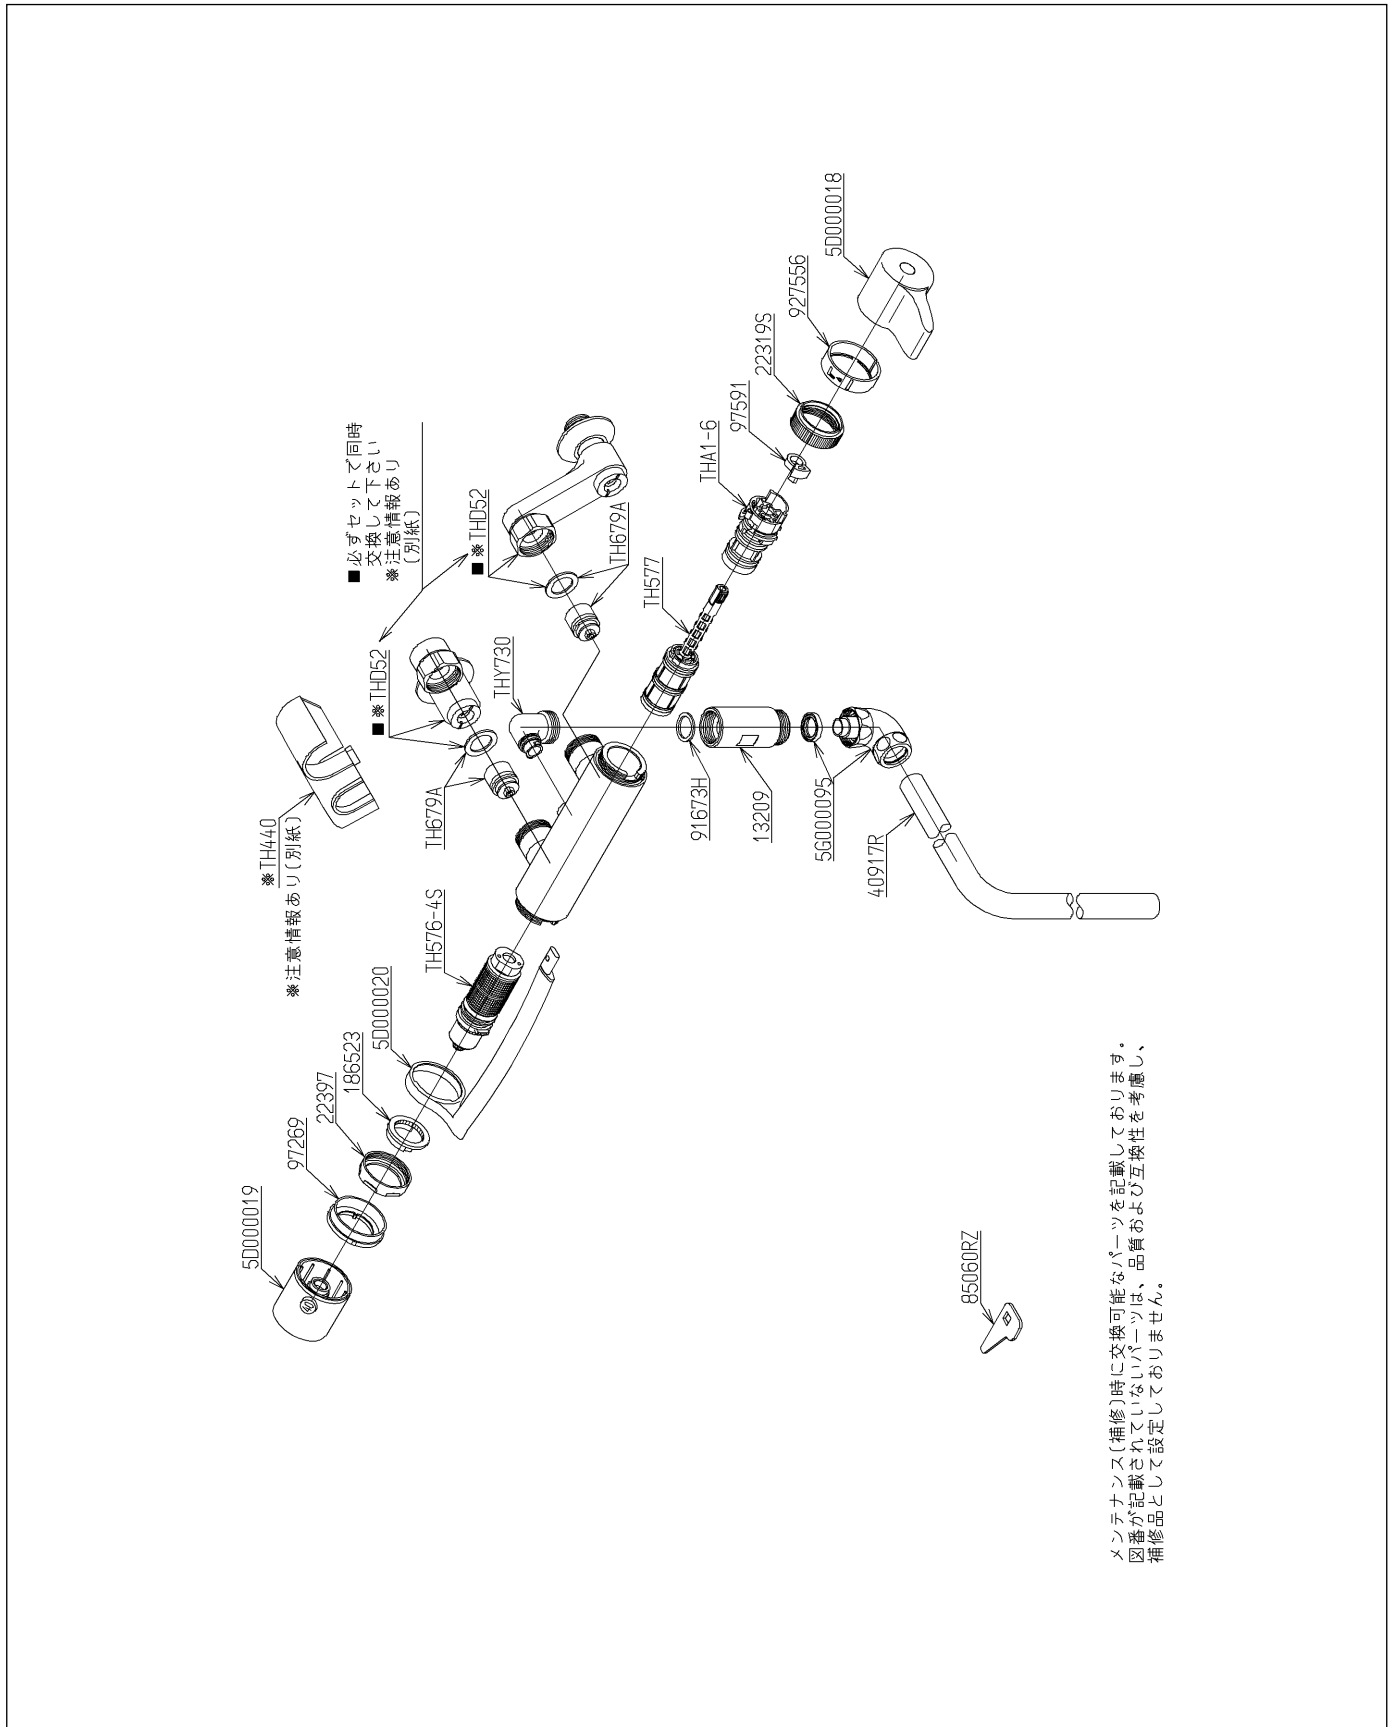 5D000019
97269
22397
186523
5D000020
TH576-4S
※TH440
※注意情報あり(別紙)
TH679A
■※THD52
■必ずセットで同時
交換して下さい
※注意情報あり
(別紙)
■※THD52
TH679A
THY730
TH577
THA1-6
97591
22319S
927556
5D000018
91673H
13209
5G000095
40917R
85060RZ
メンテナンス(補修)時に交換可能なパーツを記載しております。
図番が記載されていないパーツは、品質および互換性を考慮し、
補修品として設定しておりません。